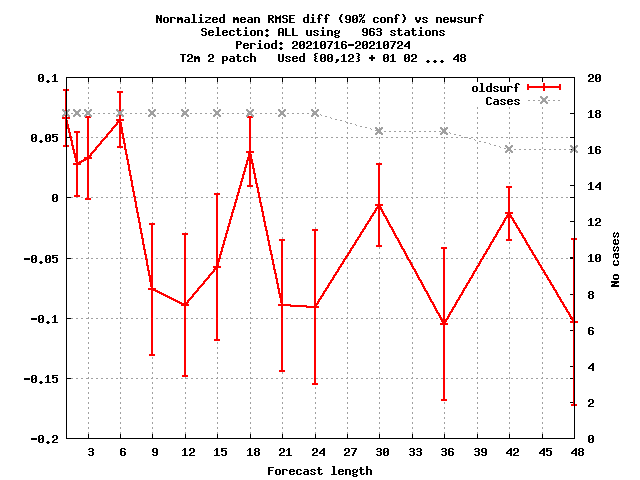 Normalized mean RMSE diff (90% conf) vs newsurf
Selection: ALL using   963 stations
Period: 20210716-20210724
T2m 2 patch   Used {00,12} + 01 02 ... 48
oldsurf
Cases
0.1
0.05
0
-0.05
-0.1
-0.15
-0.2
20
18
16
14
12
10
8
6
4
2
0
No cases
3 6 9 12 15 18 21 24 27 30 33 36 39 42 45 48
Forecast length